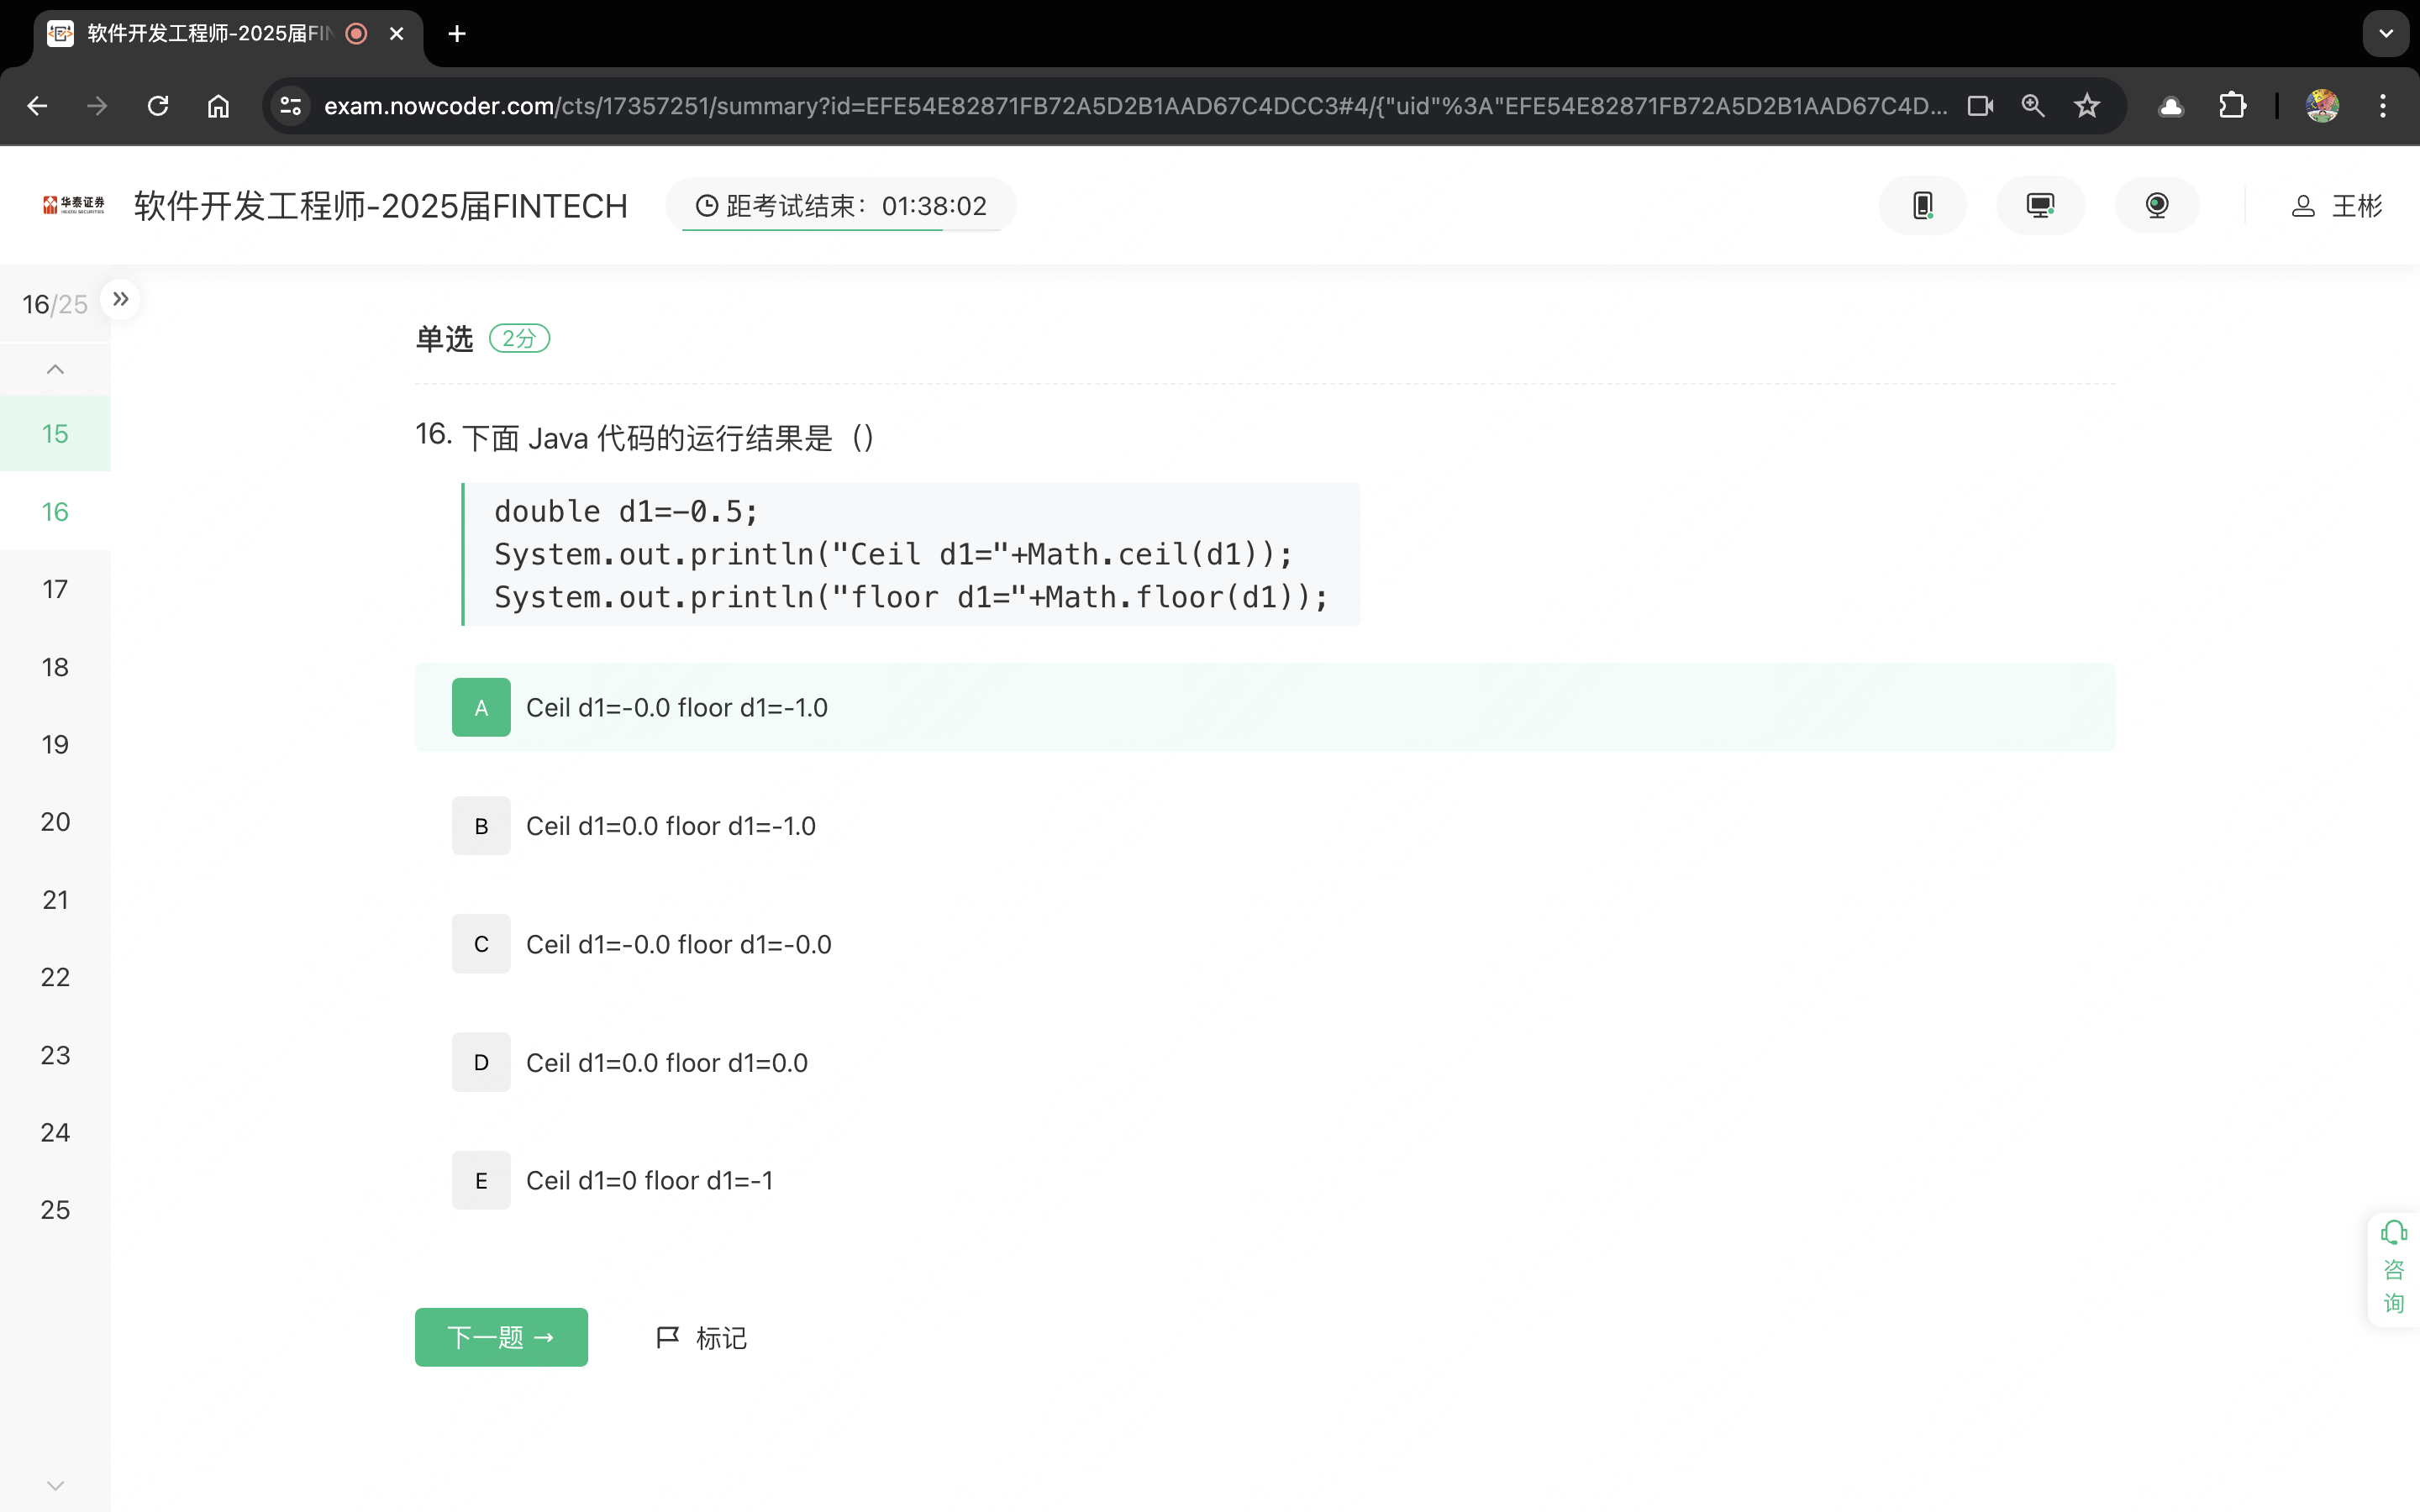 软件开发工程师-2025届FIN
exam.nowcoder.com/cts/17357251/summary?id=EFE54E82871FB72A5D2B1AAD67C4DCC3#4/{"uid"%3A"EFE54E82871FB72A5D2B1AAD67C4D...
华泰证券
HUATAI SECURITIES
软件开发工程师-2025届FINTECH
距考试结束：01:38:02
王彬
16/25
15
16
17
18
19
20
21
22
23
24
25
单选
2分
16. 下面 Java 代码的运行结果是（）
double d1=-0.5;
System.out.println("Ceil d1="+Math.ceil(d1));
System.out.println("floor d1="+Math.floor(d1));
A Ceil d1=-0.0 floor d1=-1.0
B Ceil d1=0.0 floor d1=-1.0
C Ceil d1=-0.0 floor d1=-0.0
D Ceil d1=0.0 floor d1=0.0
E Ceil d1=0 floor d1=-1
下一题 →
标记
咨
询